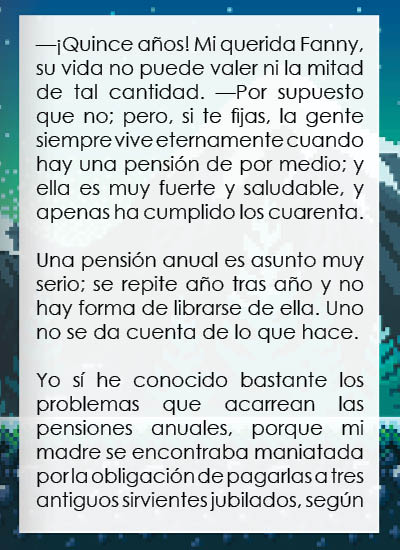 —¡Quince años! Mi querida Fanny,
su vida no puede valer ni la mitad
de tal cantidad. —Por supuesto
que no; pero, si te fijas, la gente
siempre vive eternamente cuando
hay una pensión de por medio; y
ella es muy fuerte y saludable, y
apenas ha cumplido los cuarenta.
Una pensión anual es asunto muy
serio; se repite año tras año y no
hay forma de librarse de ella. Uno
no se da cuenta de lo que hace.
Yo sí he conocido bastante los
problemas que acarrean las
pensiones anuales, porque mi
madre se encontraba maniatada
por la obligación de pagarlas a tres
antiguos sirvientes jubilados, según